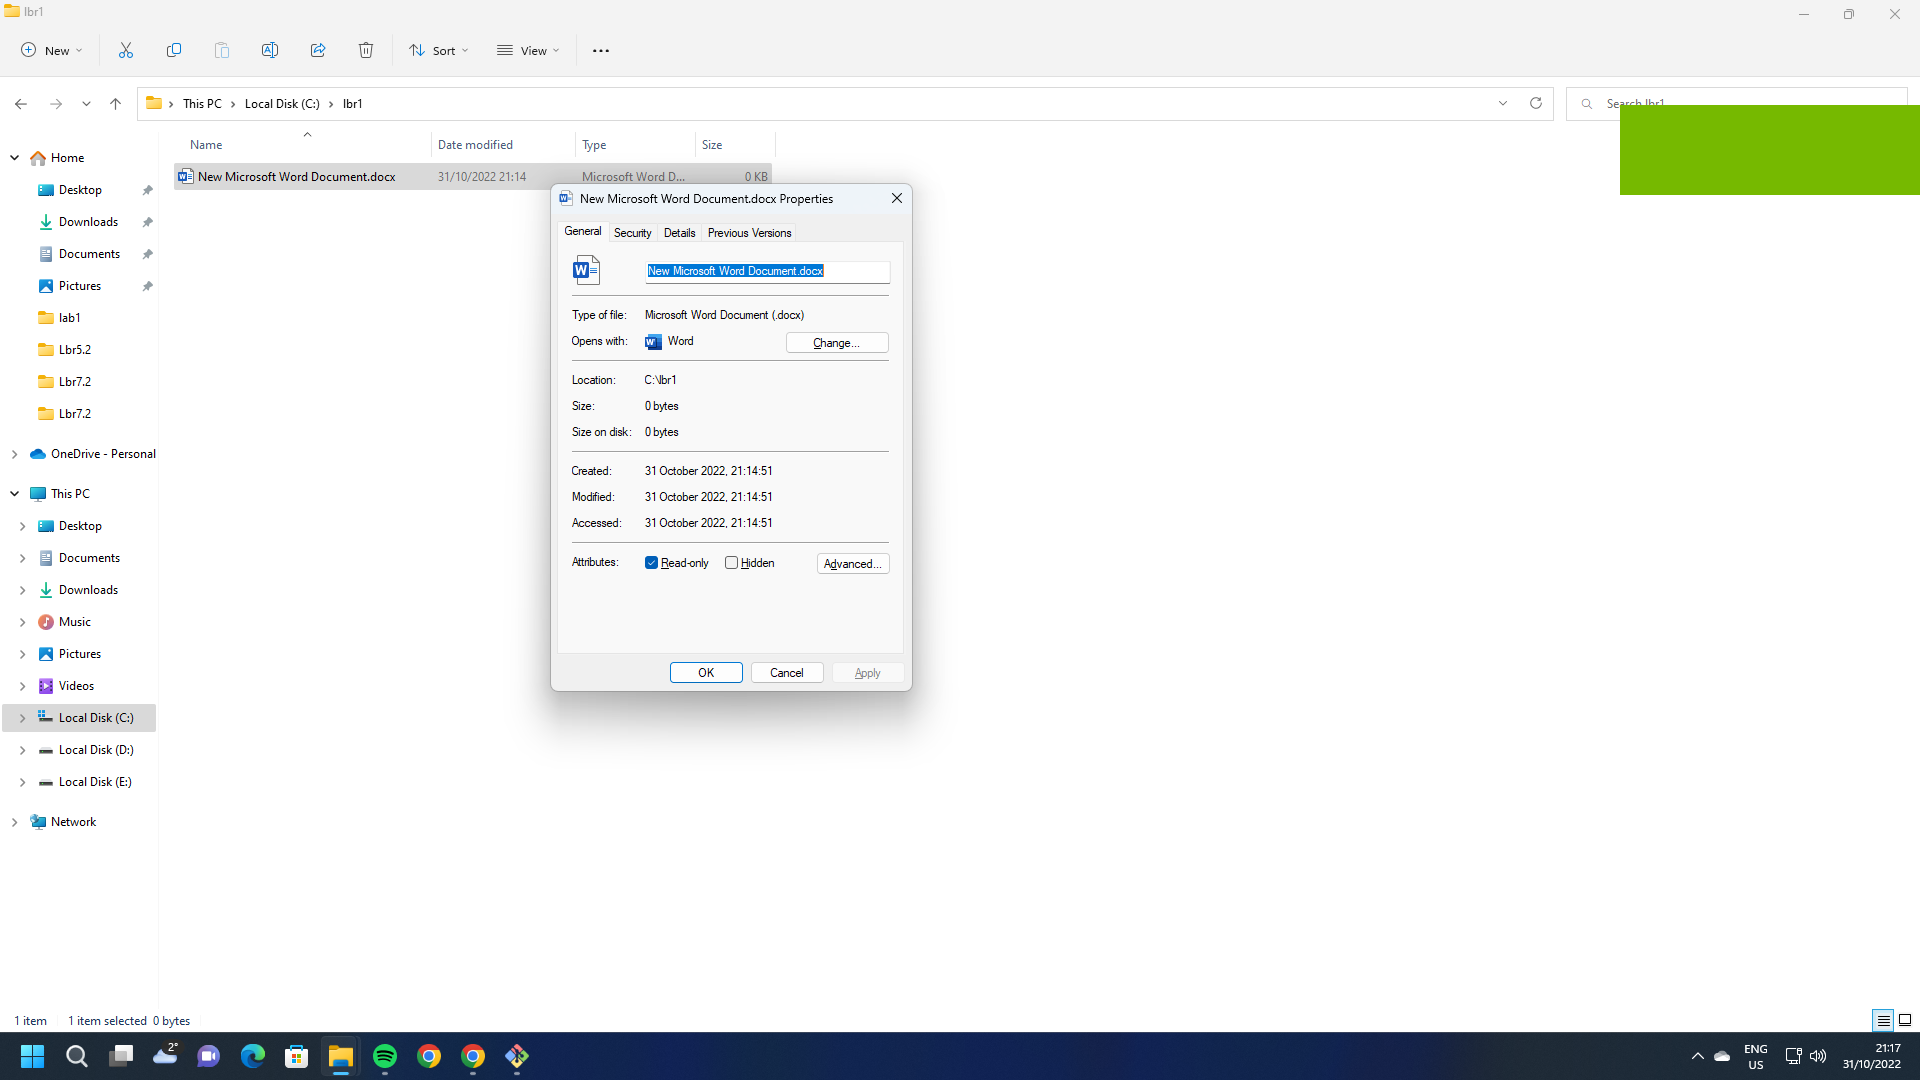 lbr1
New
Sort
View
This PC
Local Disk (C:)
lbr1
Search lbr1
Name
Date modified
Type
Size
New Microsoft Word Document.docx
31/10/2022 21:14
Microsoft Word D...
0 KB
Home
Desktop
Downloads
Documents
Pictures
lab1
Lbr5.2
Lbr7.2
Lbr7.2
OneDrive - Personal
This PC
Desktop
Documents
Downloads
Music
Pictures
Videos
Local Disk (C:)
Local Disk (D:)
Local Disk (E:)
Network
New Microsoft Word Document.docx Properties
General
Security
Details
Previous Versions
New Microsoft Word Document.docx
Type of file:
Microsoft Word Document (.docx)
Opens with:
Word
Change...
Location:
C:\lbr1
Size:
0 bytes
Size on disk:
0 bytes
Created:
31 October 2022, 21:14:51
Modified:
31 October 2022, 21:14:51
Accessed:
31 October 2022, 21:14:51
Attributes:
Read-only
Hidden
Advanced...
OK
Cancel
Apply
1 item
1 item selected 0 bytes
2°
ENG
US
21:17
31/10/2022